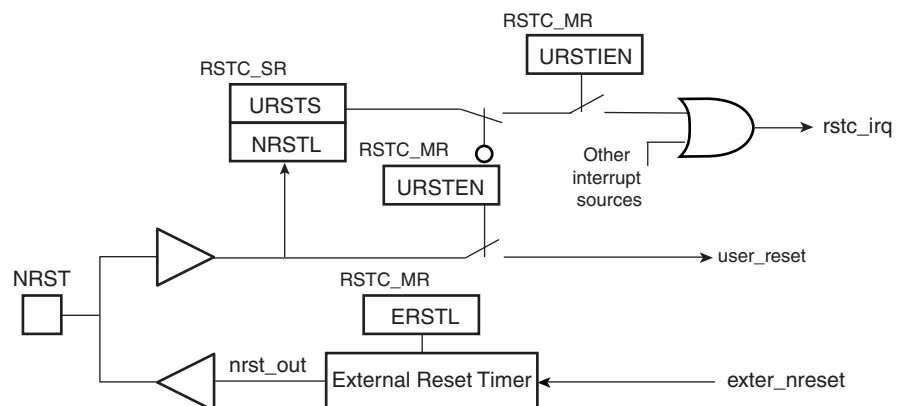 RSTC_MR
URSTIEN
RSTC_SR
URSTS
NRSTL
RSTC_MR
URSTEN
rstc_irq
Other
interrupt
sources
user_reset
NRST
RSTC_MR
ERSTL
nrst_out
External Reset Timer
exter_nreset